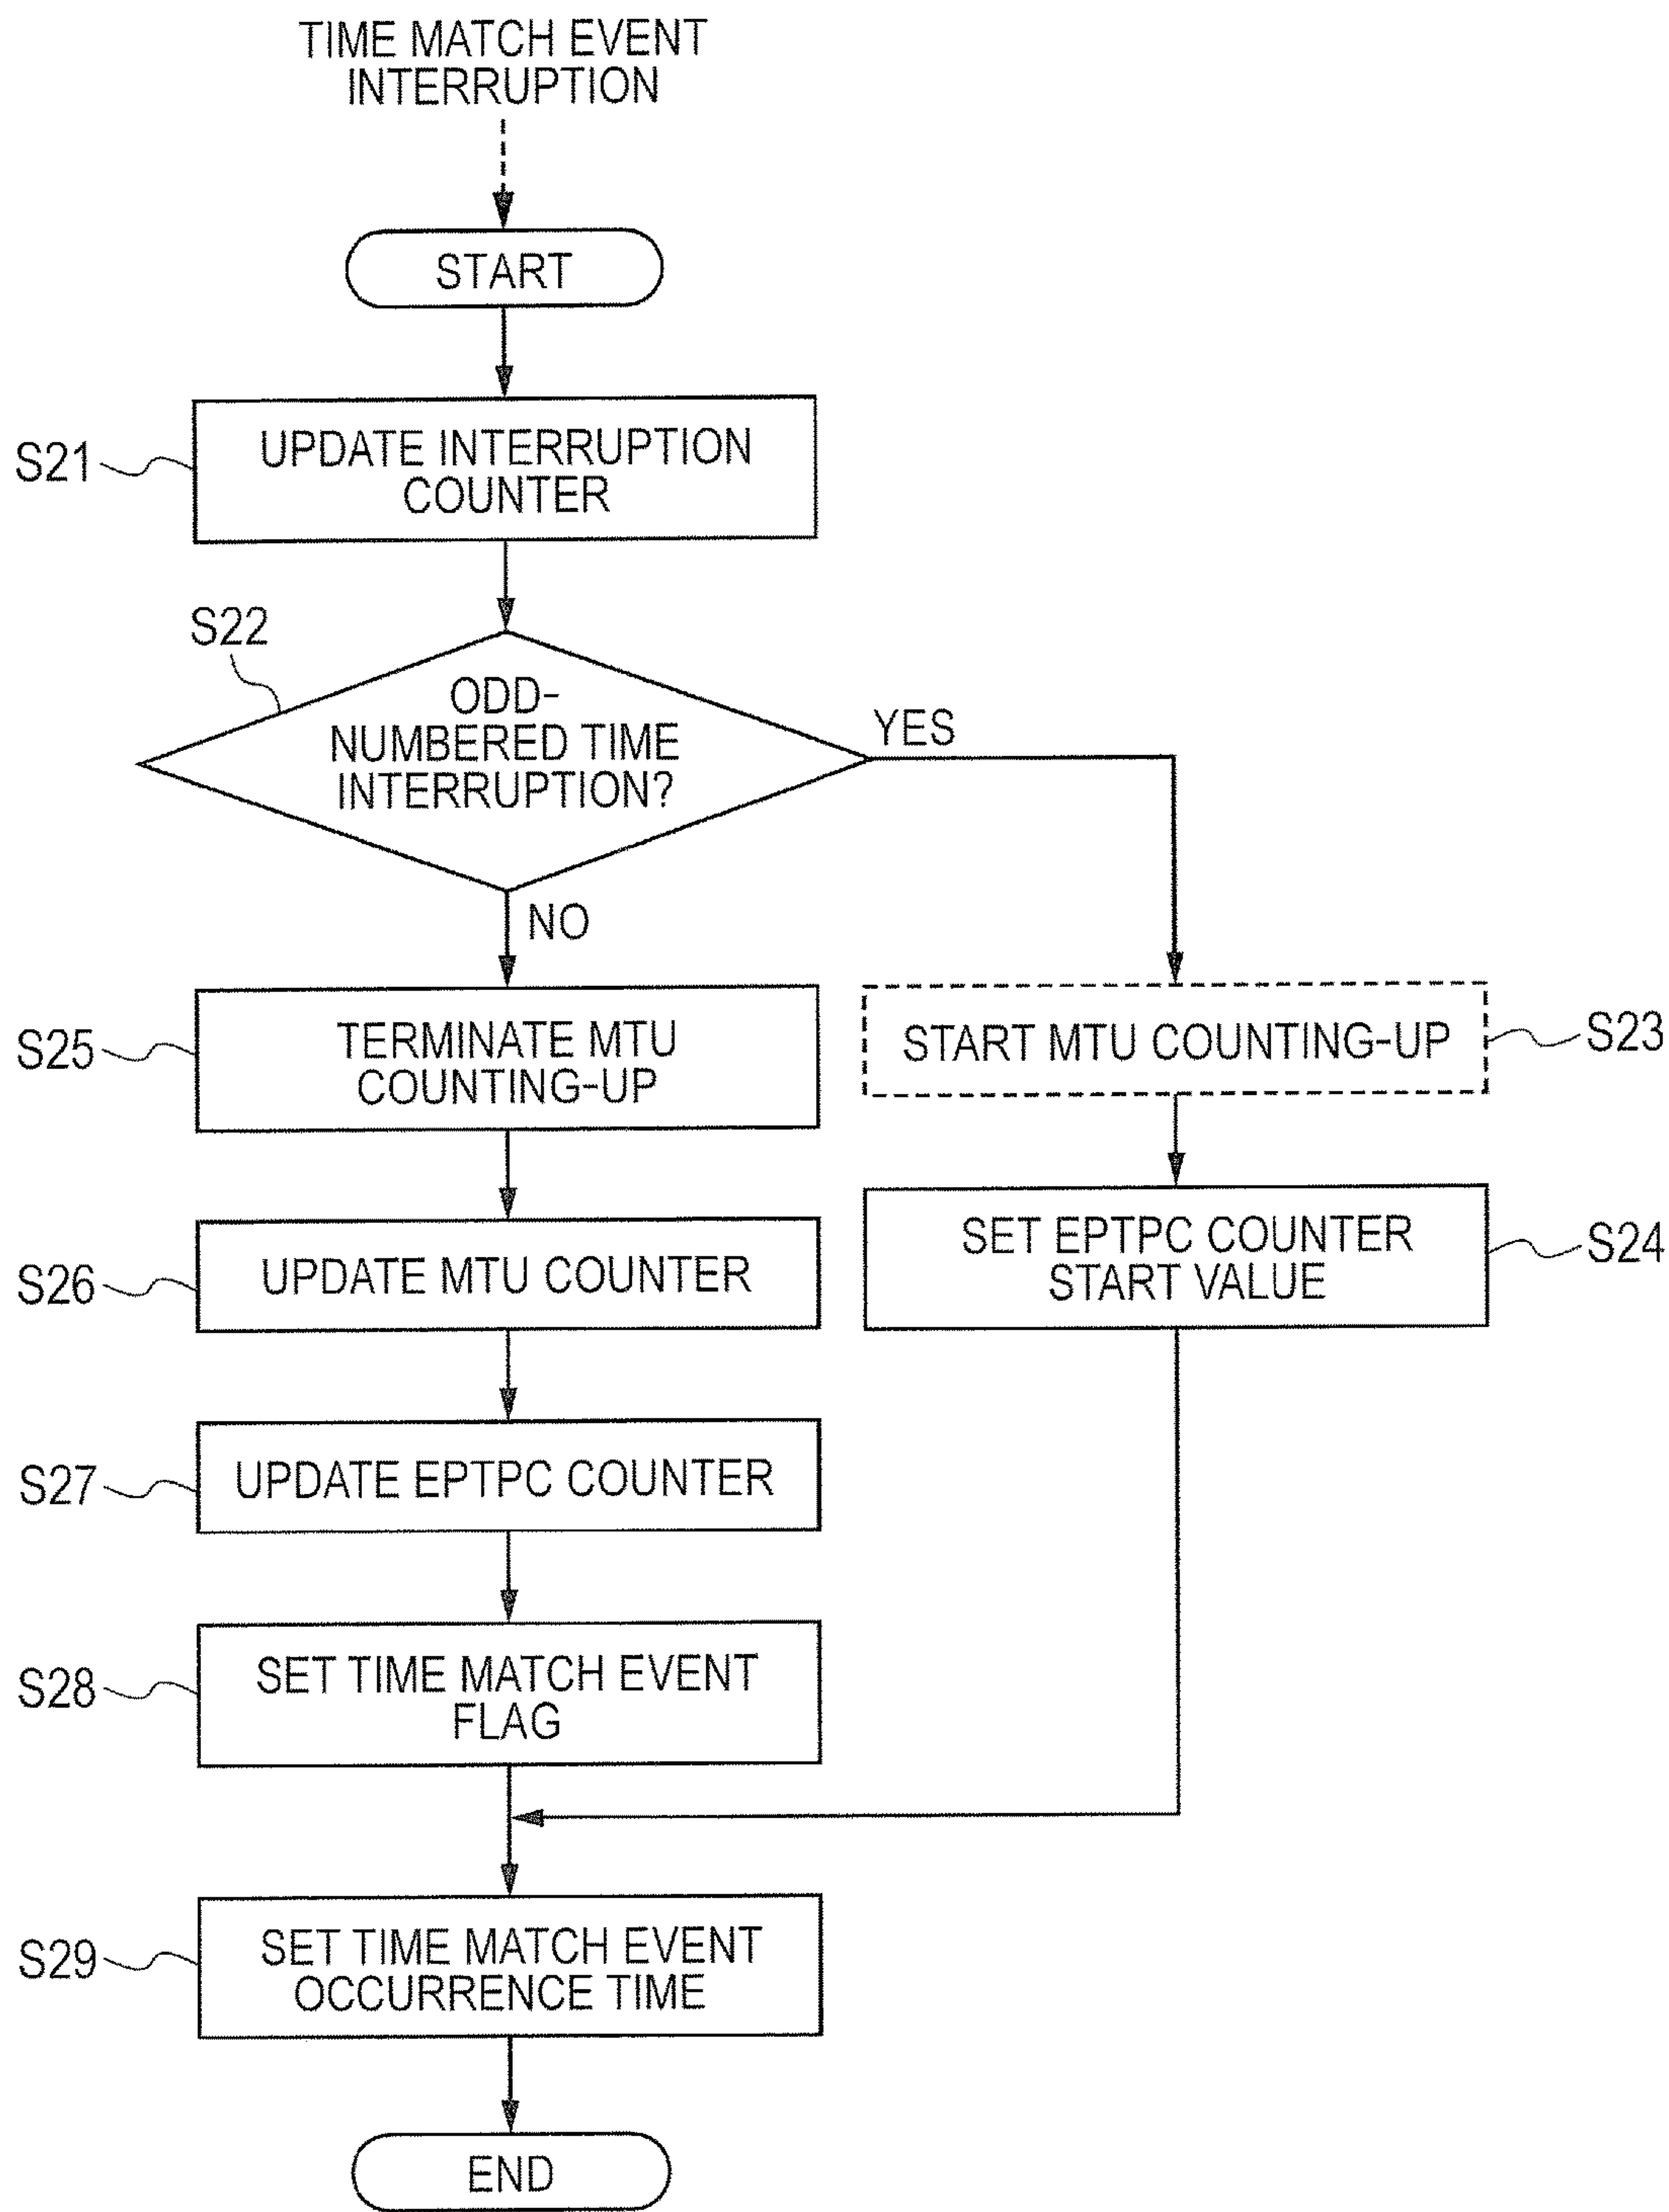 TIME MATCH EVENT
INTERRUPTION
START
S21
UPDATE INTERRUPTION
COUNTER
S22
ODD-
NUMBERED TIME
INTERRUPTION?
YES
NO
S25
TERMINATE MTU
COUNTING-UP
START MTU COUNTING-UP
S23
SET EPTPC COUNTER
START VALUE
S24
S26
UPDATE MTU COUNTER
S27
UPDATE EPTPC COUNTER
S28
SET TIME MATCH EVENT
FLAG
S29
SET TIME MATCH EVENT
OCCURRENCE TIME
END